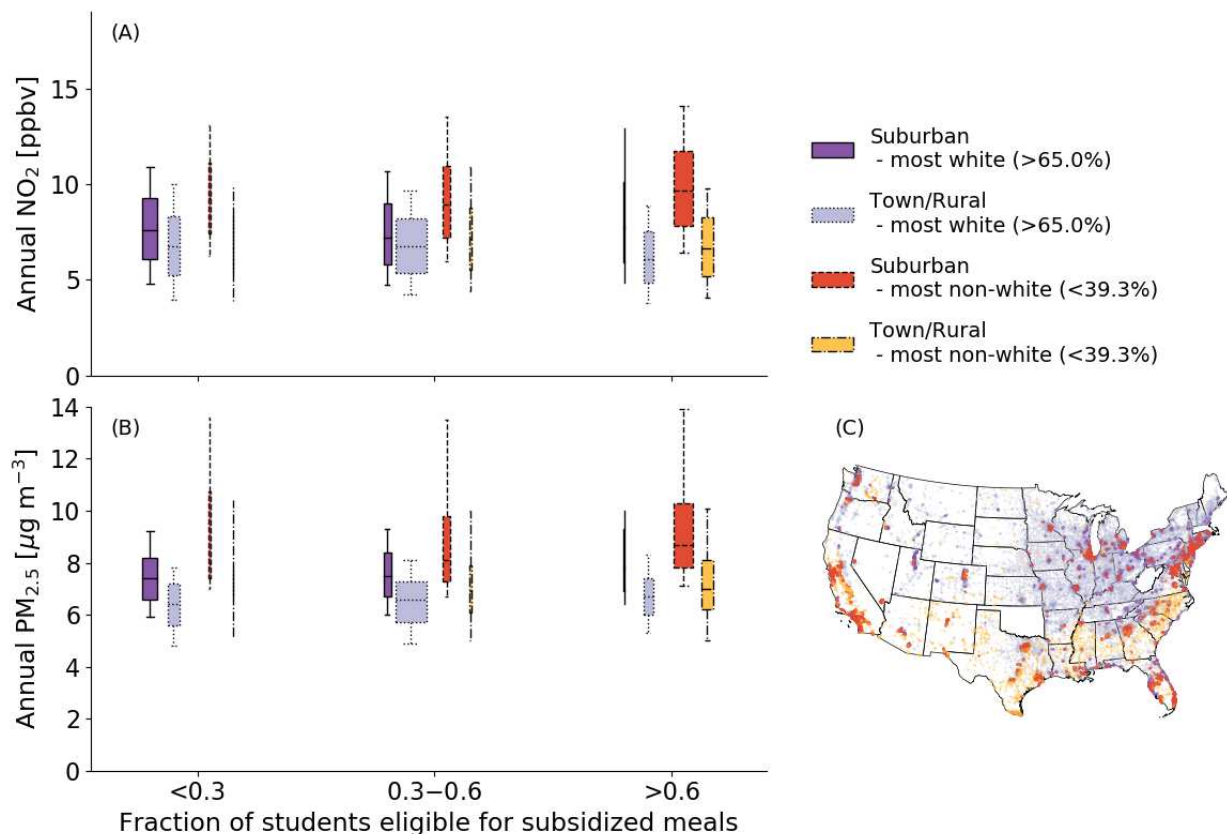 (A)
Annual NO₂ [ppbv]
15
10
5
0
Suburban
- most white (>65.0%)
Town/Rural
- most white (>65.0%)
Suburban
- most non-white (<39.3%)
Town/Rural
- most non-white (<39.3%)
(B)
Annual PM₂.₅ [μg m⁻³]
14
12
10
8
6
4
2
0
<0.3
0.3−0.6
>0.6
Fraction of students eligible for subsidized meals
(C)